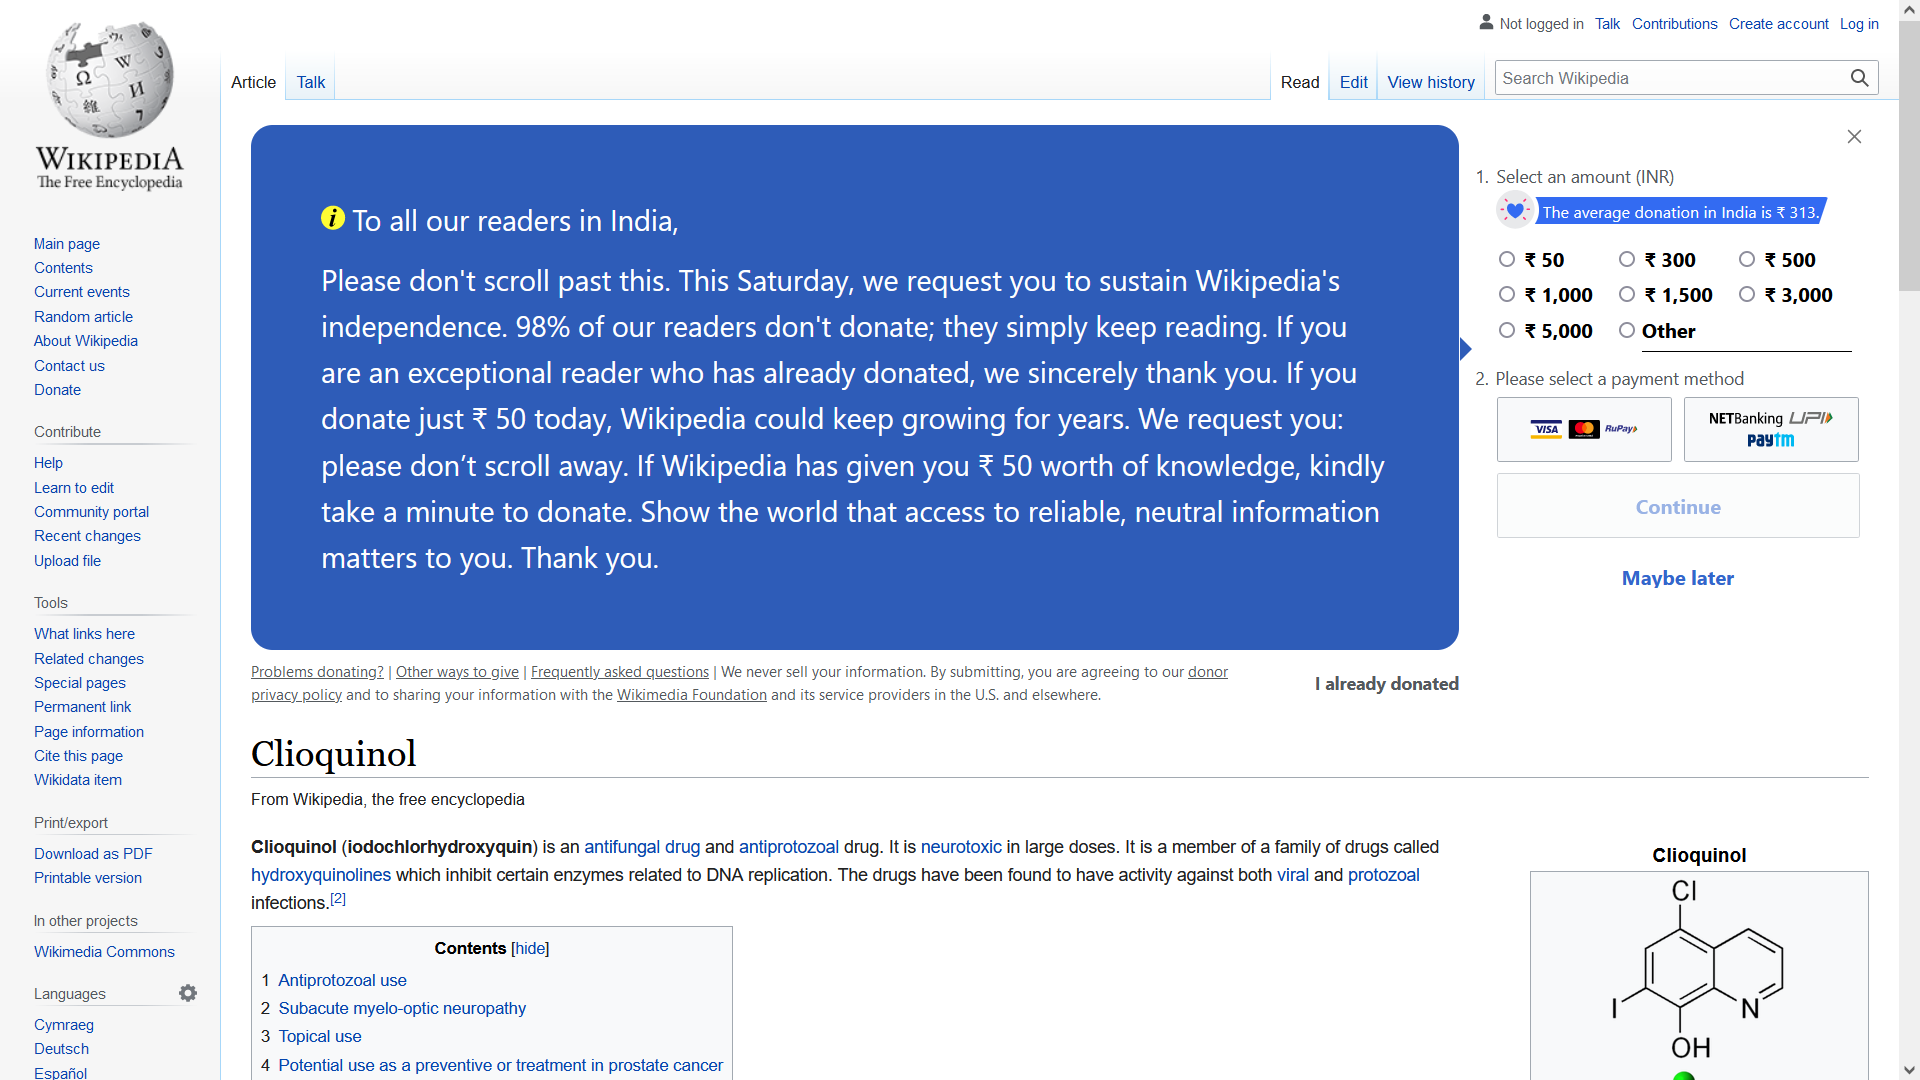 Not logged in Talk Contributions Create account Log in
Article Talk Read Edit View history Search Wikipedia
WIKIPEDIA
The Free Encyclopedia
Main page
Contents
Current events
Random article
About Wikipedia
Contact us
Donate
Contribute
Help
Learn to edit
Community portal
Recent changes
Upload file
Tools
What links here
Related changes
Special pages
Permanent link
Page information
Cite this page
Wikidata item
Print/export
Download as PDF
Printable version
In other projects
Wikimedia Commons
Languages
Cymraeg
Deutsch
Español
i To all our readers in India,
Please don't scroll past this. This Saturday, we request you to sustain Wikipedia's
independence. 98% of our readers don't donate; they simply keep reading. If you
are an exceptional reader who has already donated, we sincerely thank you. If you
donate just ₹ 50 today, Wikipedia could keep growing for years. We request you:
please don’t scroll away. If Wikipedia has given you ₹ 50 worth of knowledge, kindly
take a minute to donate. Show the world that access to reliable, neutral information
matters to you. Thank you.
1. Select an amount (INR)
The average donation in India is ₹ 313.
₹ 50 ₹ 300 ₹ 500
₹ 1,000 ₹ 1,500 ₹ 3,000
₹ 5,000 Other
2. Please select a payment method
VISA RuPay NETBanking UPI
paytm
Continue
Maybe later
Problems donating? | Other ways to give | Frequently asked questions | We never sell your information. By submitting, you are agreeing to our donor
privacy policy and to sharing your information with the Wikimedia Foundation and its service providers in the U.S. and elsewhere.
I already donated
Clioquinol
From Wikipedia, the free encyclopedia
Clioquinol (iodochlorhydroxyquin) is an antifungal drug and antiprotozoal drug. It is neurotoxic in large doses. It is a member of a family of drugs called
hydroxyquinolines which inhibit certain enzymes related to DNA replication. The drugs have been found to have activity against both viral and protozoal
infections.[2]
Contents [hide]
1 Antiprotozoal use
2 Subacute myelo-optic neuropathy
3 Topical use
4 Potential use as a preventive or treatment in prostate cancer
Clioquinol
Cl
I
N
OH